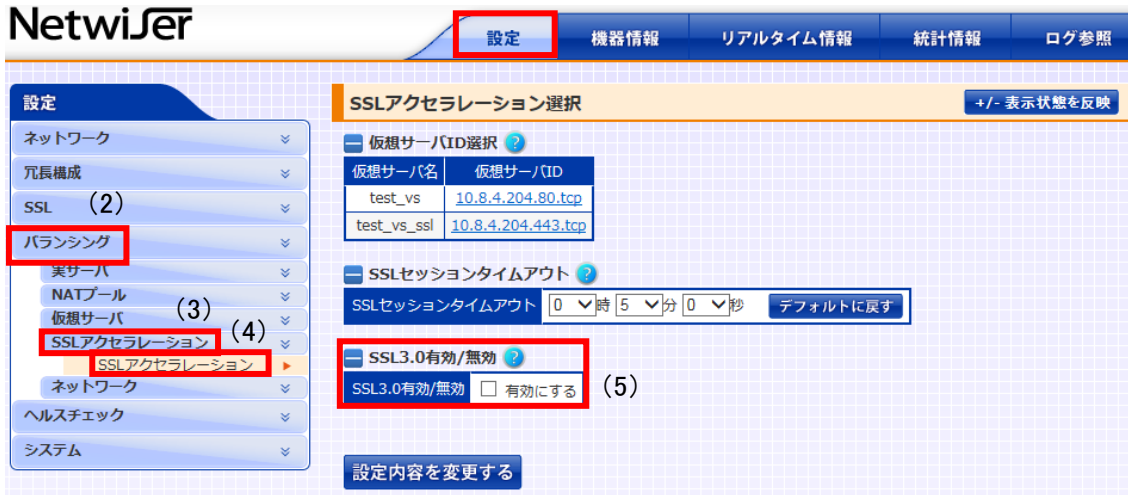 Netwiser
設定 機器情報 リアルタイム情報 統計情報 ログ参照
設定
ネットワーク
冗長構成
SSL (2)
バランシング
実サーバ
NATプール
(3)
仮想サーバ
(4)
SSLアクセラレーション
SSLアクセラレーション
ネットワーク
ヘルスチェック
システム
SSLアクセラレーション選択 +/- 表示状態を反映
仮想サーバID選択 ?
仮想サーバ名 仮想サーバID
test_vs 10.8.4.204.80.tcp
test_vs_ssl 10.8.4.204.443.tcp
SSLセッションタイムアウト ?
SSLセッションタイムアウト 0 時 5 分 0 秒 デフォルトに戻す
SSL3.0有効/無効 ?
SSL3.0有効/無効 有効にする (5)
設定内容を変更する